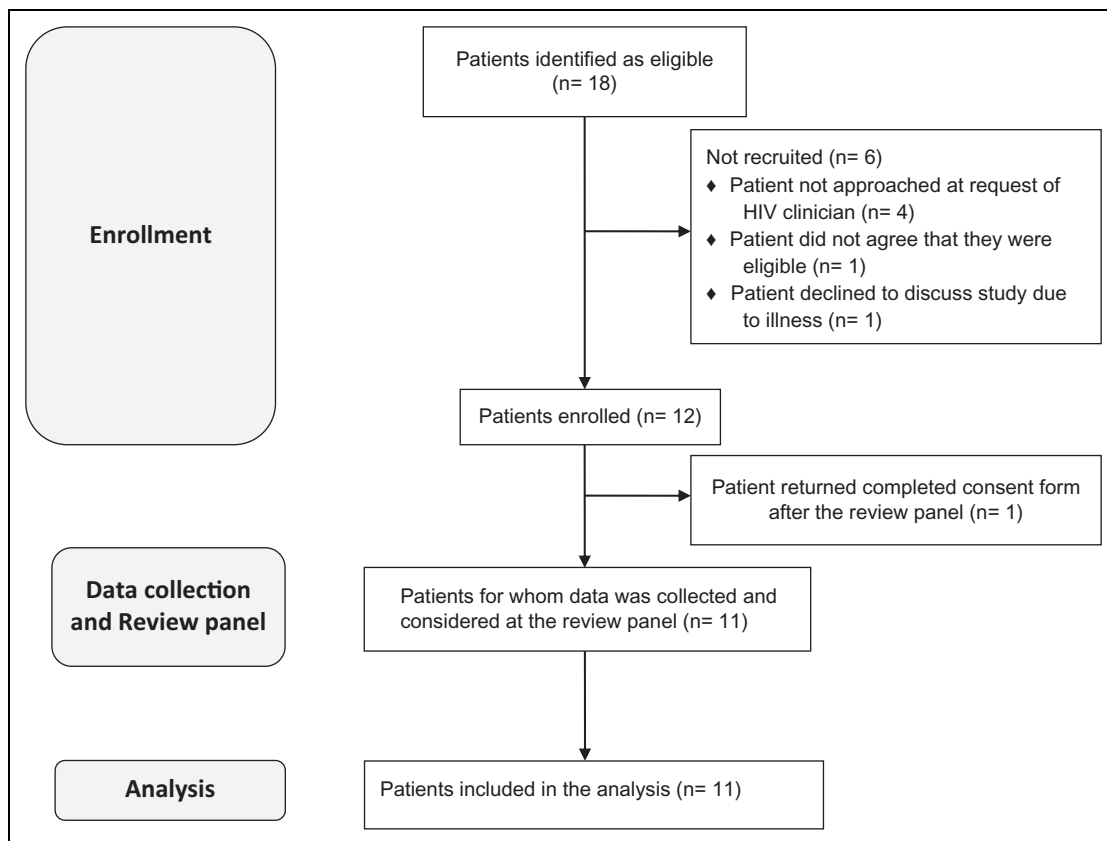 Enrollment
Patients identified as eligible
(n= 18)
Not recruited (n= 6)
♦ Patient not approached at request of
HIV clinician (n= 4)
♦ Patient did not agree that they were
eligible (n= 1)
♦ Patient declined to discuss study due
to illness (n= 1)
Patients enrolled (n= 12)
Patient returned completed consent form
after the review panel (n= 1)
Data collection
and Review panel
Patients for whom data was collected and
considered at the review panel (n= 11)
Analysis
Patients included in the analysis (n= 11)